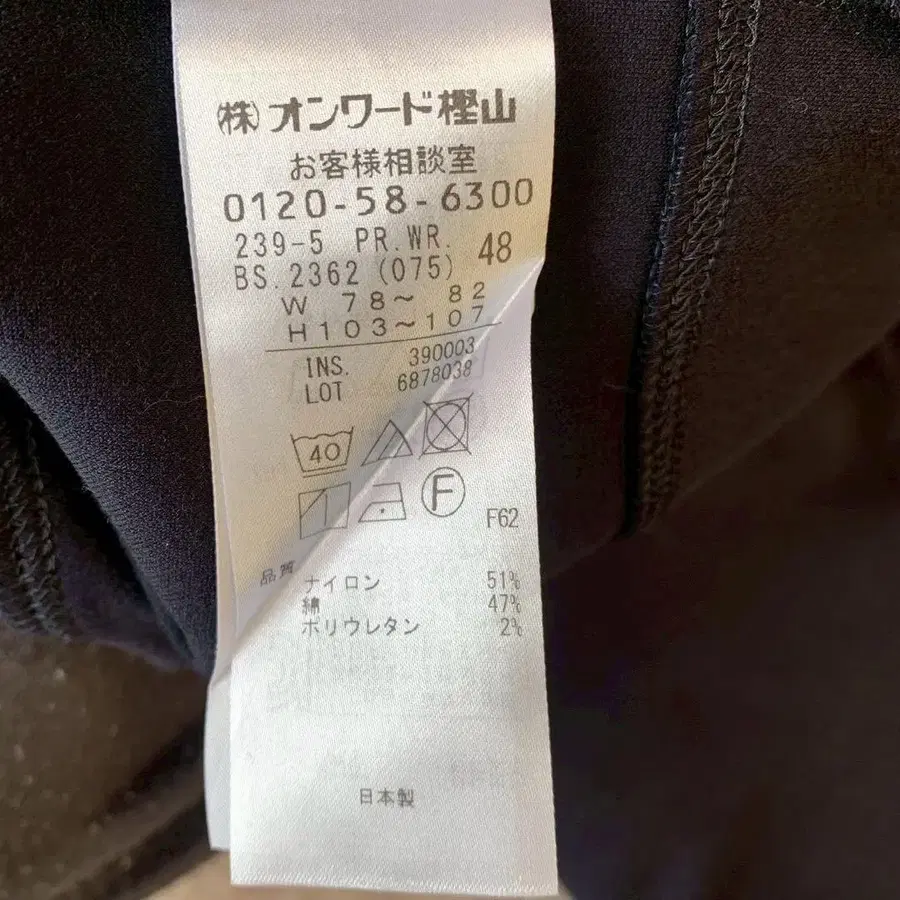 (株)オンワード樫山
お客様相談室
0120-58-6300
239-5 PR.WR. 48
BS.2362 (075)
W 78～ 82
H103～107
INS. 390003
LOT 6878038
40
F
F62
品質
ナイロン 51%
綿 47%
ポリウレタン 2%
日本製